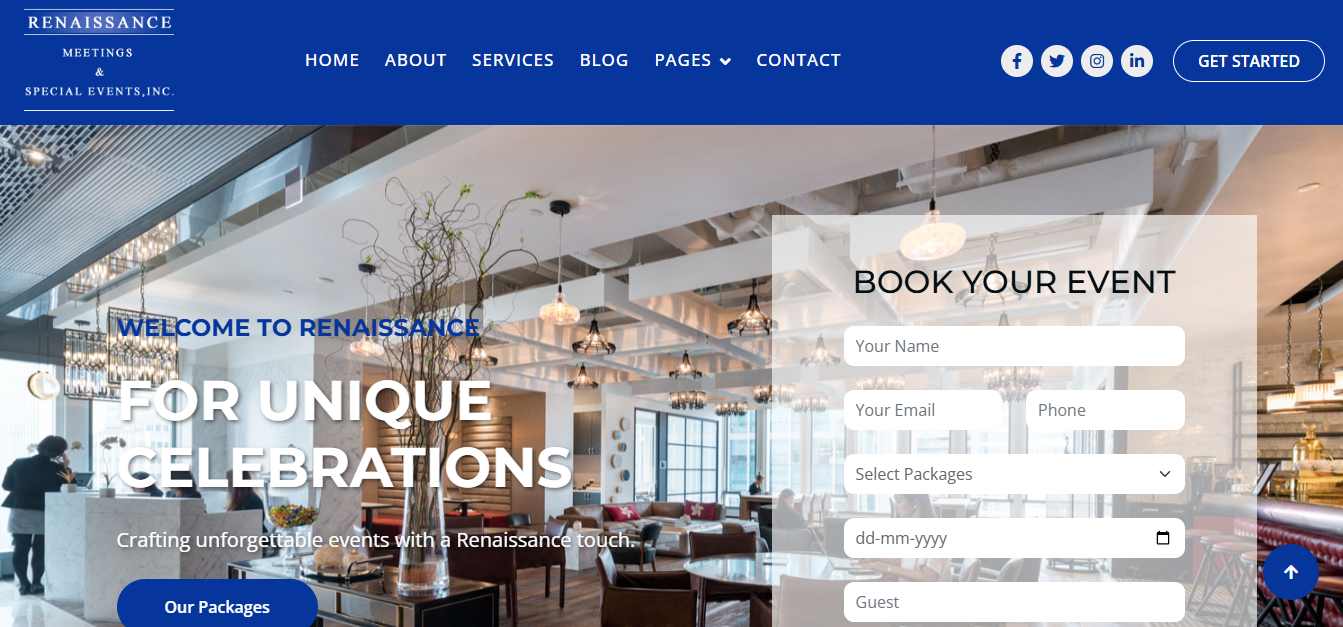 RENAISSANCE
MEETINGS
&
SPECIAL EVENTS,INC.
HOME ABOUT SERVICES BLOG PAGES CONTACT
GET STARTED
WELCOME TO RENAISSANCE
FOR UNIQUE
CELEBRATIONS
Crafting unforgettable events with a Renaissance touch.
Our Packages
BOOK YOUR EVENT
Your Name
Your Email
Phone
Select Packages
dd-mm-yyyy
Guest